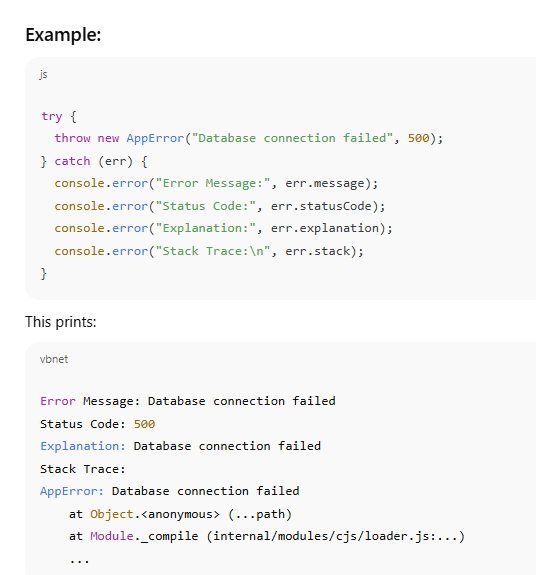 Example:
js
try {
  throw new AppError("Database connection failed", 500);
} catch (err) {
  console.error("Error Message:", err.message);
  console.error("Status Code:", err.statusCode);
  console.error("Explanation:", err.explanation);
  console.error("Stack Trace:\n", err.stack);
}
This prints:
vbnet
Error Message: Database connection failed
Status Code: 500
Explanation: Database connection failed
Stack Trace:
AppError: Database connection failed
    at Object.<anonymous> (...path)
    at Module._compile (internal/modules/cjs/loader.js:...)
    ...